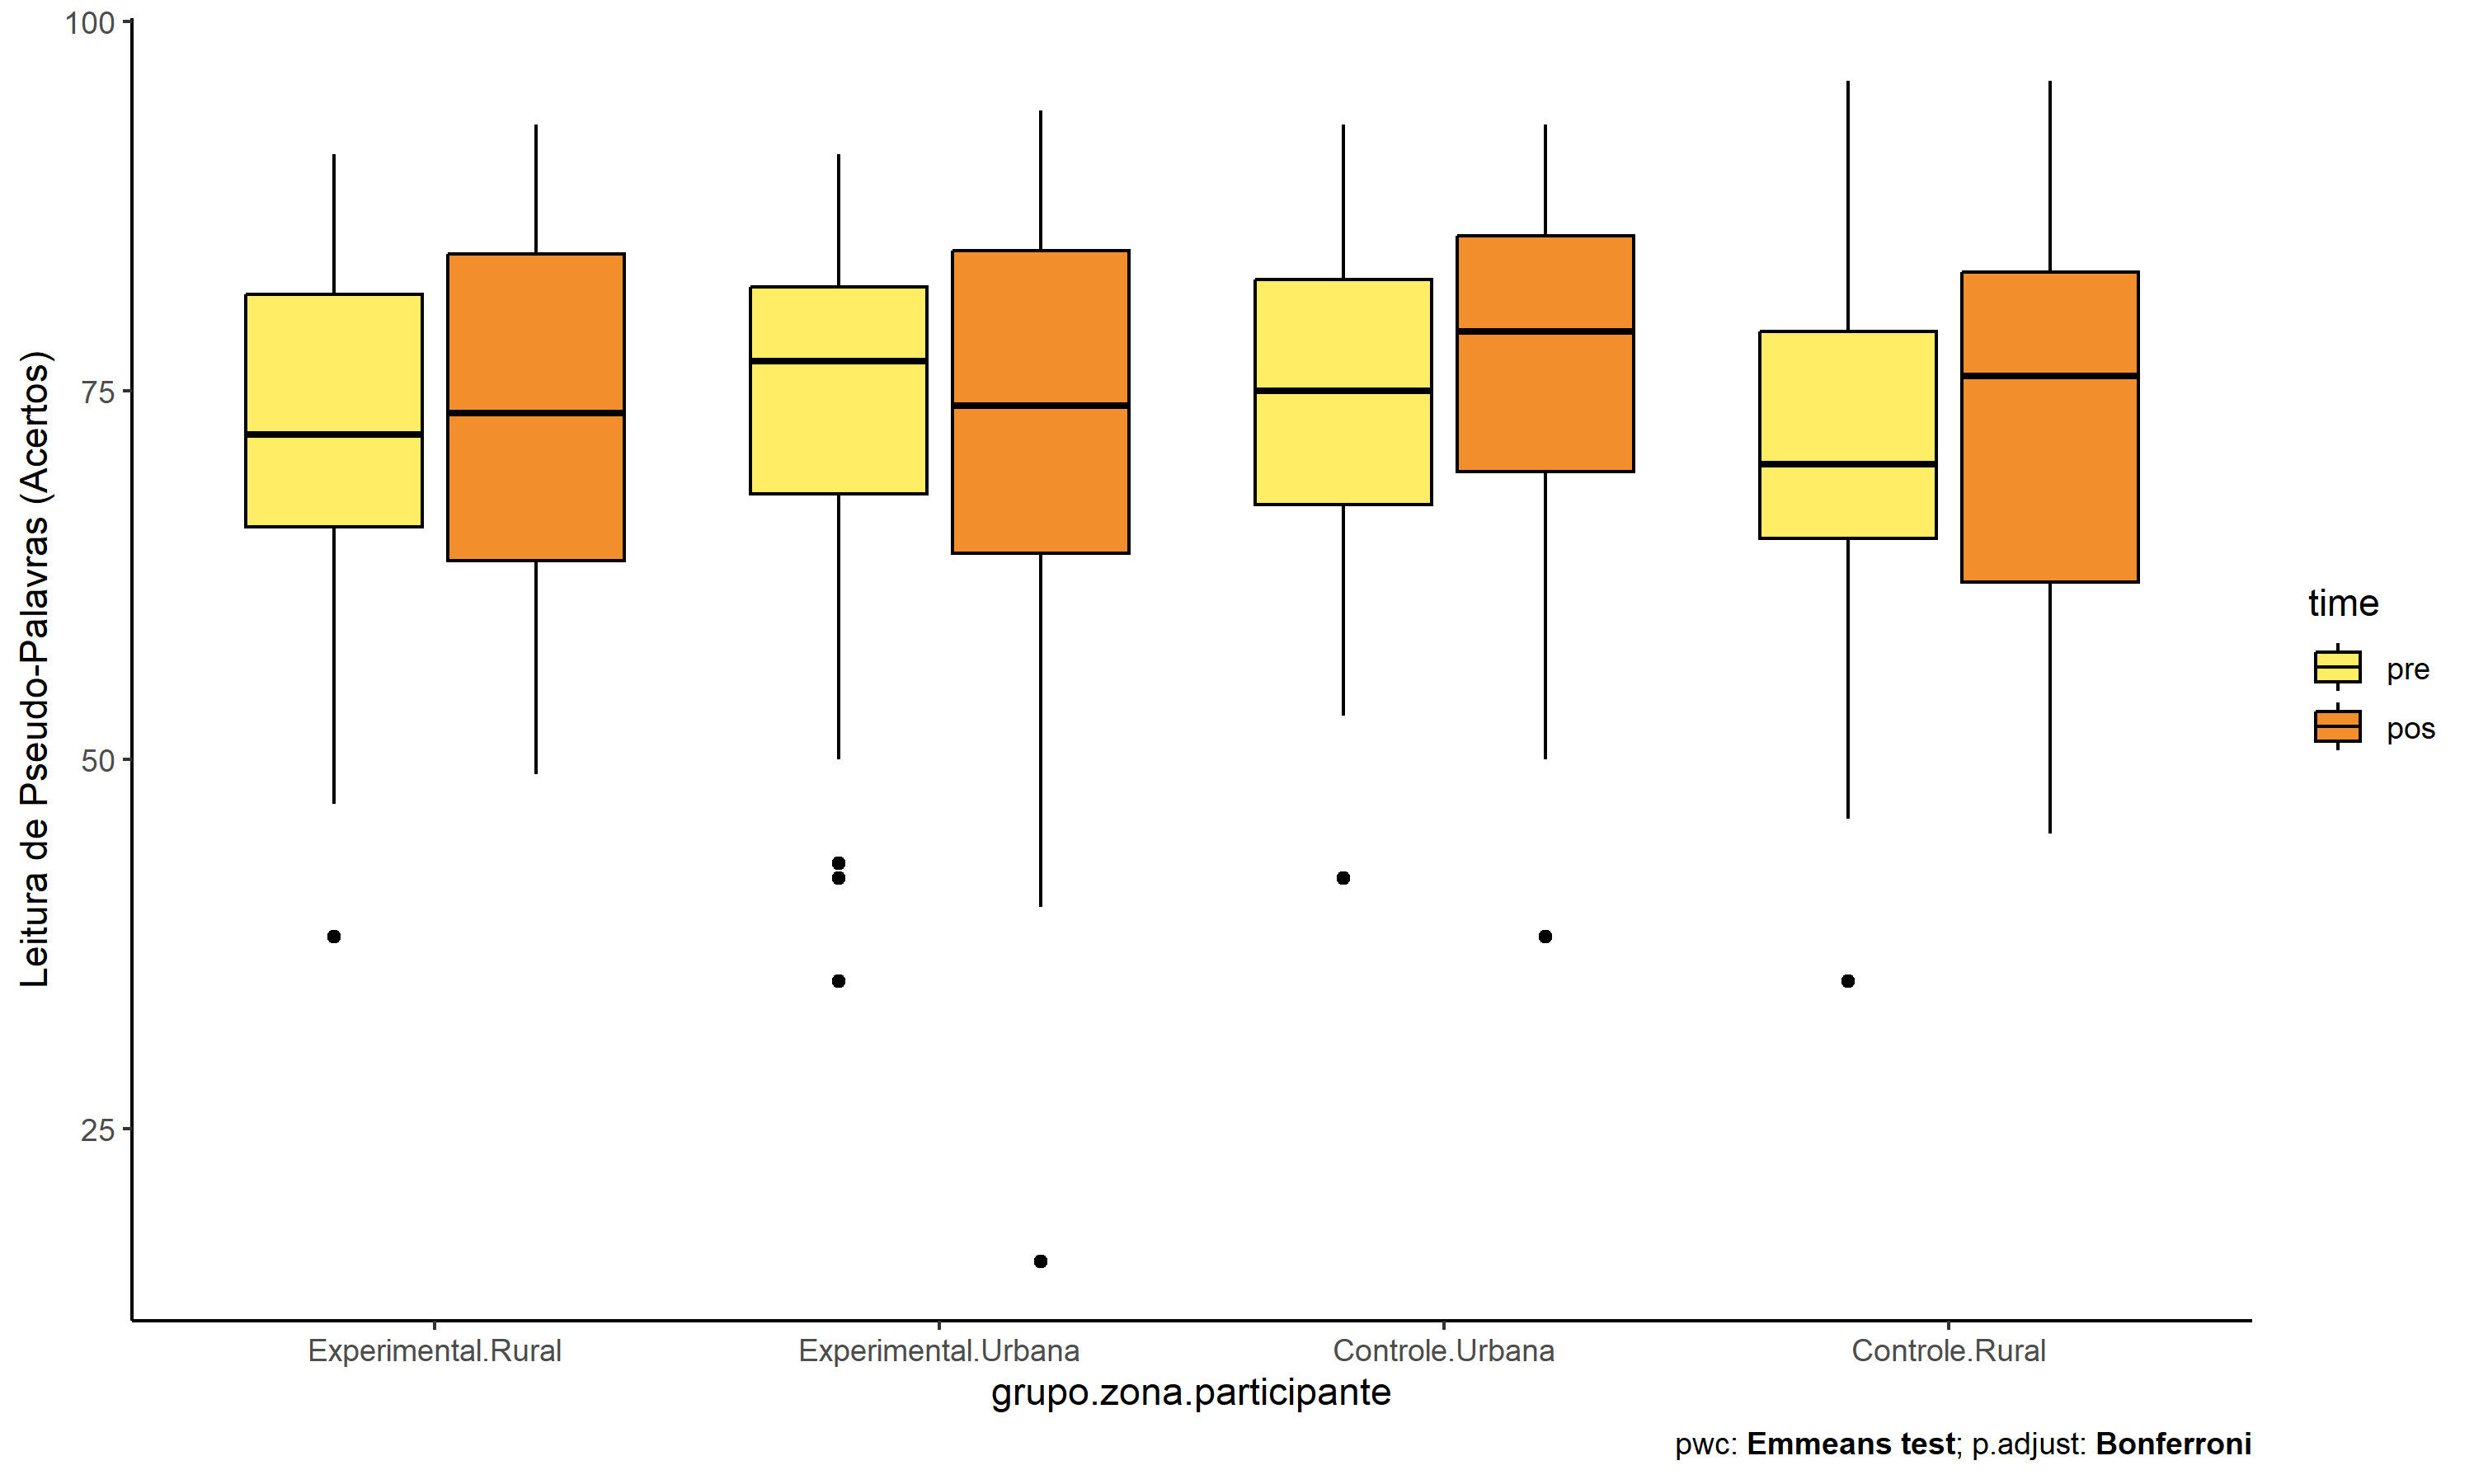 Leitura de Pseudo-Palavras (Acertos)
100
75
50
25
Experimental.Rural
Experimental.Urbana
Controle.Urbana
Controle.Rural
grupo.zona.participante
time
pre
pos
pwc: Emmeans test; p.adjust: Bonferroni